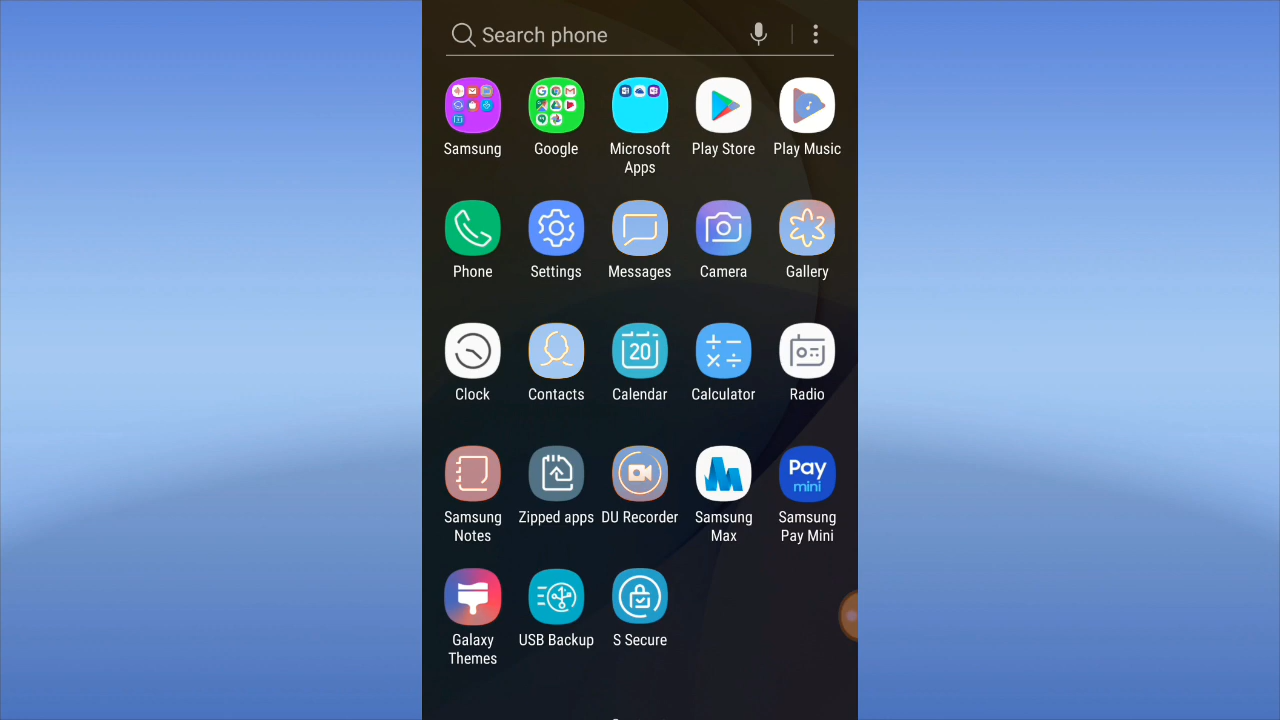 Search phone
Samsung
Google
Microsoft
Apps
Play Store
Play Music
Phone
Settings
Messages
Camera
Gallery
Clock
Contacts
20
Calendar
Calculator
Radio
Samsung
Notes
Zipped apps
DU Recorder
Samsung
Max
Pay
mini
Samsung
Pay Mini
Galaxy
Themes
USB Backup
S Secure